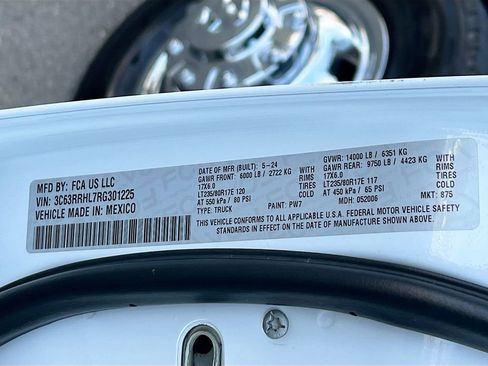 MFD BY: FCA US LLC
VIN: 3C63RRHL7RG301225
VEHICLE MADE IN: MEXICO
DATE OF MFR (BUILT): 5-24
GAWR FRONT: 6000 LB / 2722 KG
WITH
17X6.0 RIMS
LT235/80R17E 120 TIRES
AT 550 kPa / 80 PSI COLD
TYPE: TRUCK
PAINT: PW7
GVWR: 14000 LB / 6351 KG
GAWR REAR: 9750 LB / 4423 KG
WITH
17X6.0 RIMS
LT235/80R17E 117
AT 450 kPa / 65 PSI COLD
MDH: 052006
MKT: 875
THIS VEHICLE CONFORMS TO ALL APPLICABLE U.S.A. FEDERAL MOTOR VEHICLE SAFETY
STANDARDS IN EFFECT ON THE DATE OF MANUFACTURE SHOWN ABOVE